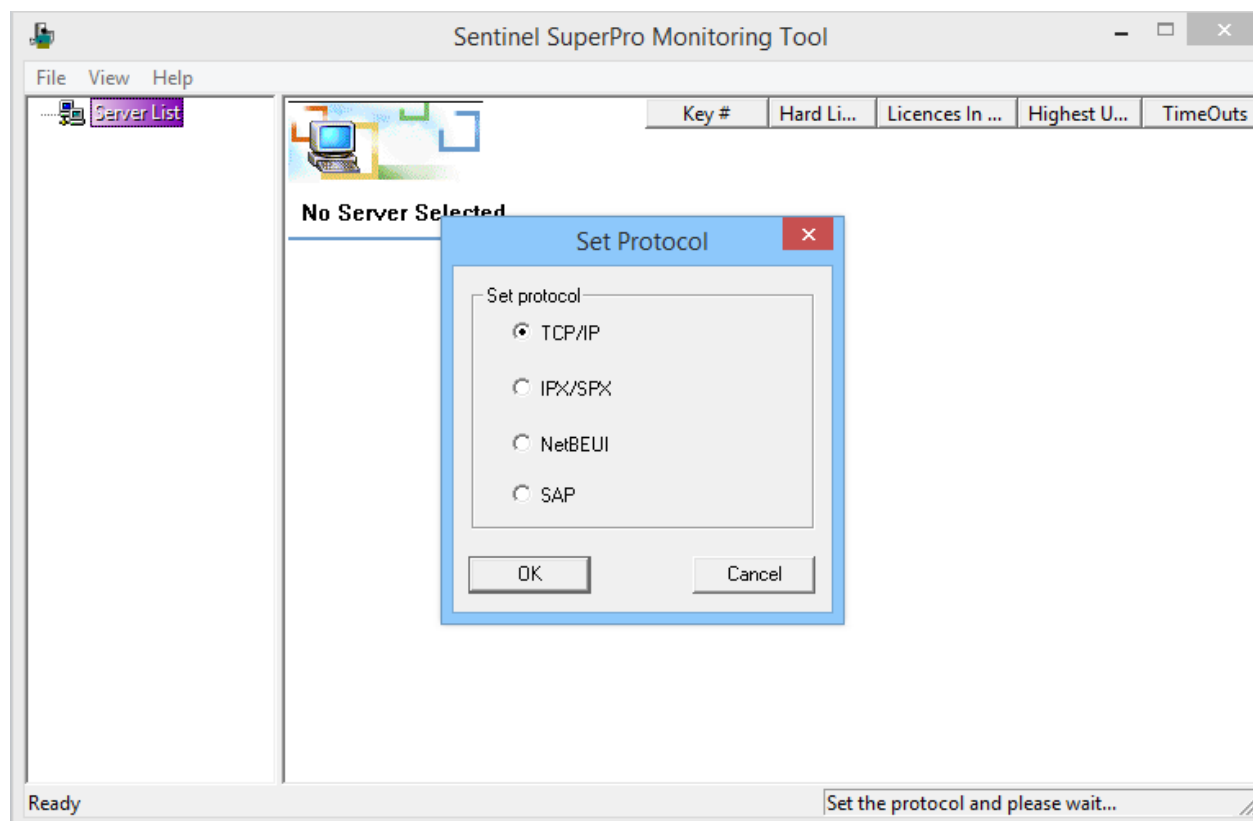 Sentinel SuperPro Monitoring Tool
File View Help
Server List
Key # Hard Li... Licences In ... Highest U... TimeOuts
No Server Selected
Set Protocol
Set protocol
TCP/IP
IPX/SPX
NetBEUI
SAP
OK Cancel
Ready Set the protocol and please wait...